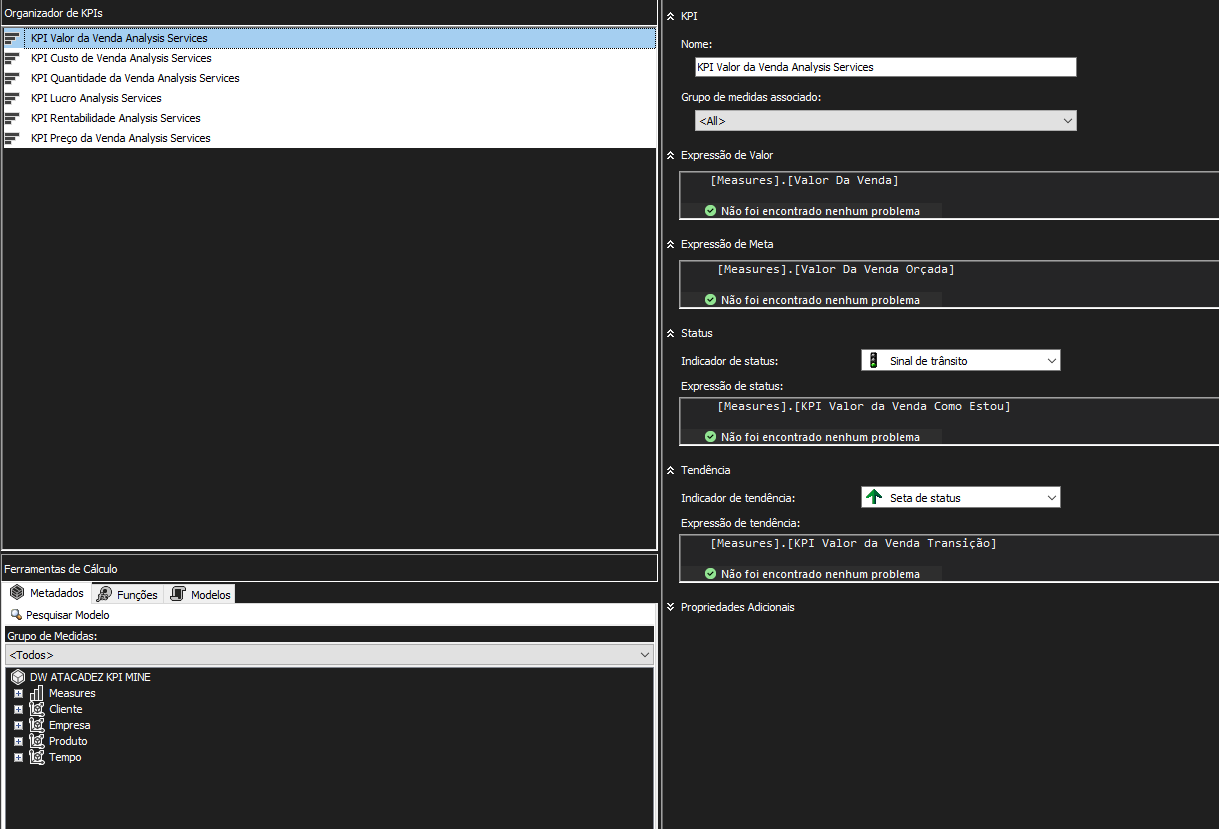 Organizador de KPIs
KPI Valor da Venda Analysis Services
KPI Custo de Venda Analysis Services
KPI Quantidade da Venda Analysis Services
KPI Lucro Analysis Services
KPI Rentabilidade Analysis Services
KPI Preço da Venda Analysis Services
Ferramentas de Cálculo
Metadados
Funções
Modelos
Pesquisar Modelo
Grupo de Medidas:
<Todos>
DW ATACADEZ KPI MINE
Measures
Cliente
Empresa
Produto
Tempo
KPI
Nome:
KPI Valor da Venda Analysis Services
Grupo de medidas associado:
<All>
Expressão de Valor
[Measures].[Valor Da Venda]
Não foi encontrado nenhum problema
Expressão de Meta
[Measures].[Valor Da Venda Orçada]
Não foi encontrado nenhum problema
Status
Indicador de status:
Sinal de trânsito
Expressão de status:
[Measures].[KPI Valor da Venda Como Estou]
Não foi encontrado nenhum problema
Tendência
Indicador de tendência:
Seta de status
Expressão de tendência:
[Measures].[KPI Valor da Venda Transição]
Não foi encontrado nenhum problema
Propriedades Adicionais